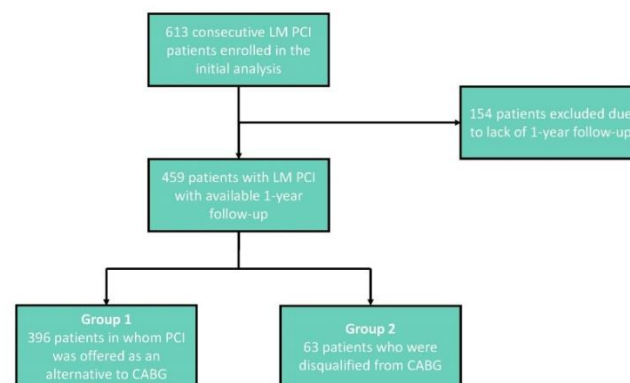 613 consecutive LM PCI
patients enrolled in the
initial analysis
154 patients excluded due
to lack of 1-year follow-up
459 patients with LM PCI
with available 1-year
follow-up
Group 1
396 patients in whom PCI
was offered as an
alternative to CABG
Group 2
63 patients who were
disqualified from CABG